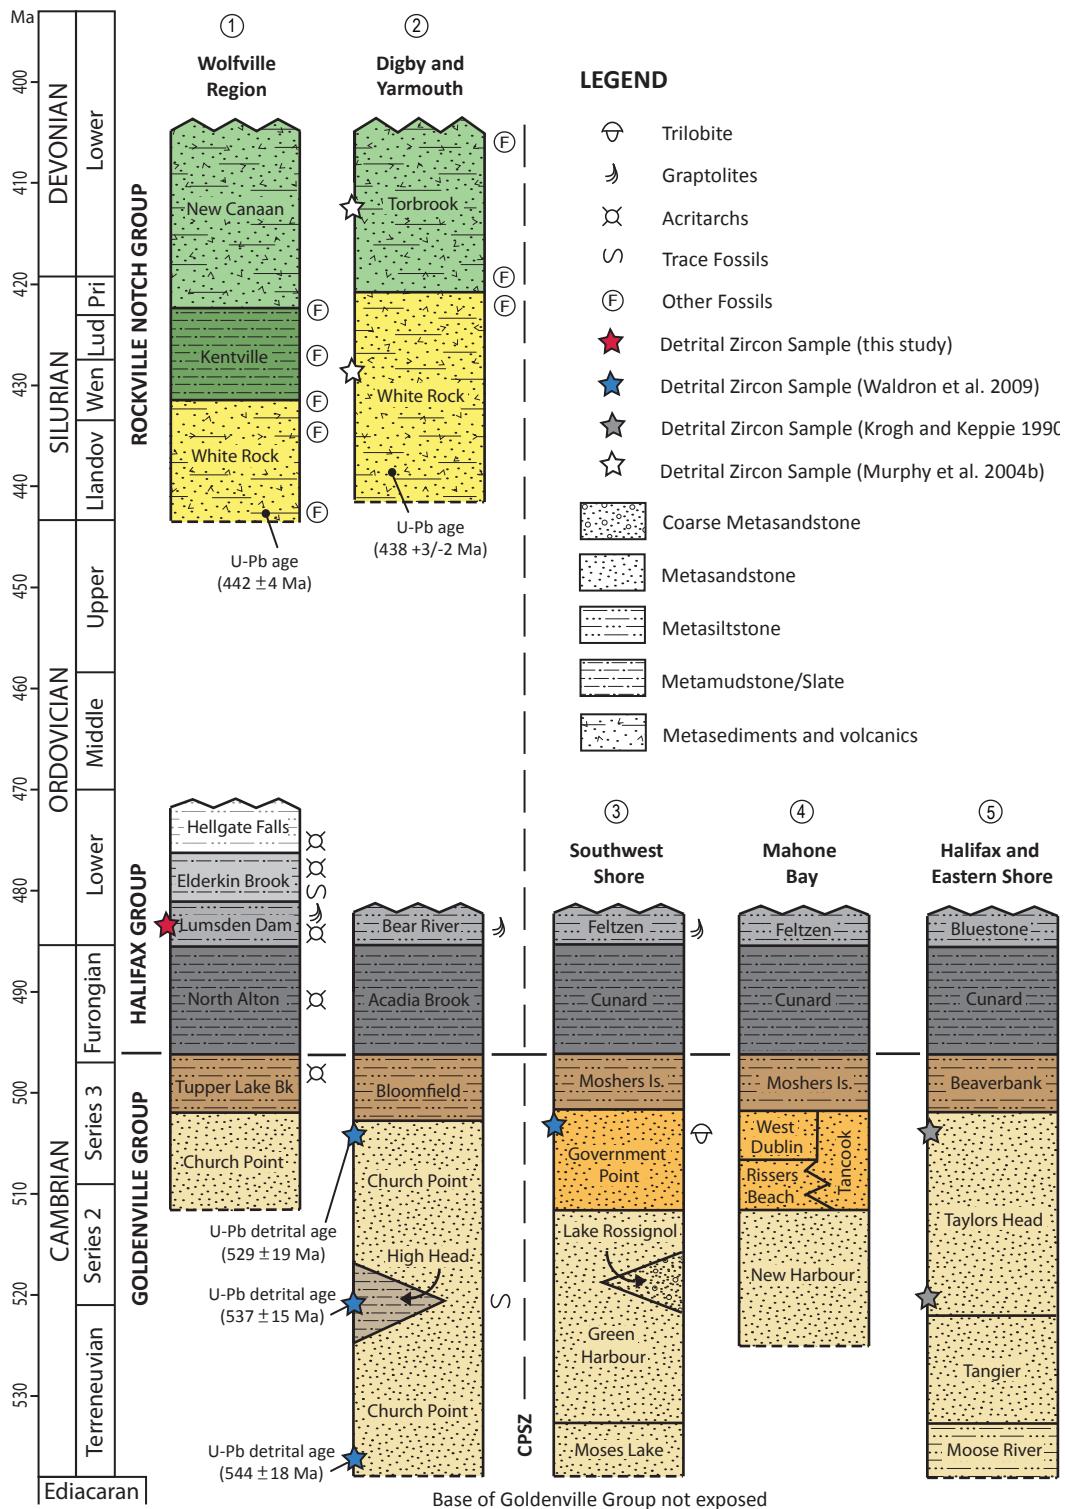 Ma
400
410
420
430
440
450
460
470
480
490
500
510
520
530
DEVONIAN
SILURIAN
ORDOVICIAN
CAMBRIAN
Ediacaran
Lower
Pri
Lud
Wen
Llandov
Upper
Middle
Lower
Furongian
Series 3
Series 2
Terreneuvian
ROCKVILLE NOTCH GROUP
HALIFAX GROUP
GOLDENVILLE GROUP
1
Wolfville
Region
New Canaan
Kentville
White Rock
F
F
F
F
F
U-Pb age
(442 ±4 Ma)
Hellgate Falls
Elderkin Brook
Lumsden Dam
North Alton
Tupper Lake Bk
Church Point
2
Digby and
Yarmouth
Torbrook
White Rock
F
F
F
U-Pb age
(438 +3/-2 Ma)
Bear River
Acadia Brook
Bloomfield
Church Point
High Head
Church Point
U-Pb detrital age
(529 ±19 Ma)
U-Pb detrital age
(537 ±15 Ma)
U-Pb detrital age
(544 ±18 Ma)
CPSZ
LEGEND
Trilobite
Graptolites
Acritarchs
Trace Fossils
F Other Fossils
Detrital Zircon Sample (this study)
Detrital Zircon Sample (Waldron et al. 2009)
Detrital Zircon Sample (Krogh and Keppie 1990
Detrital Zircon Sample (Murphy et al. 2004b)
Coarse Metasandstone
Metasandstone
Metasiltstone
Metamudstone/Slate
Metasediments and volcanics
3
Southwest
Shore
Feltzen
Cunard
Moshers Is.
Government
Point
Lake Rossignol
Green
Harbour
Moses Lake
4
Mahone
Bay
Feltzen
Cunard
Moshers Is.
West
Dublin
Rissers
Beach
Tancook
New Harbour
5
Halifax and
Eastern Shore
Bluestone
Cunard
Beaverbank
Taylors Head
Tangier
Moose River
Base of Goldenville Group not exposed